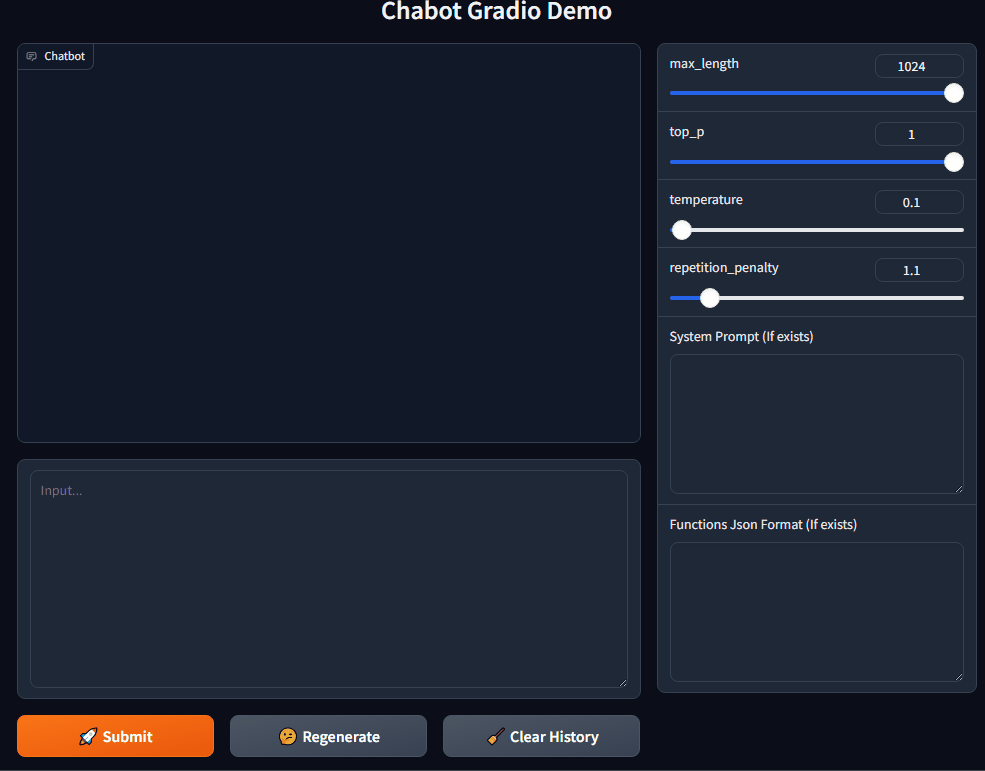 Chabot Gradio Demo
Chatbot
Input...
Submit
Regenerate
Clear History
max_length
1024
top_p
1
temperature
0.1
repetition_penalty
1.1
System Prompt (If exists)
Functions Json Format (If exists)